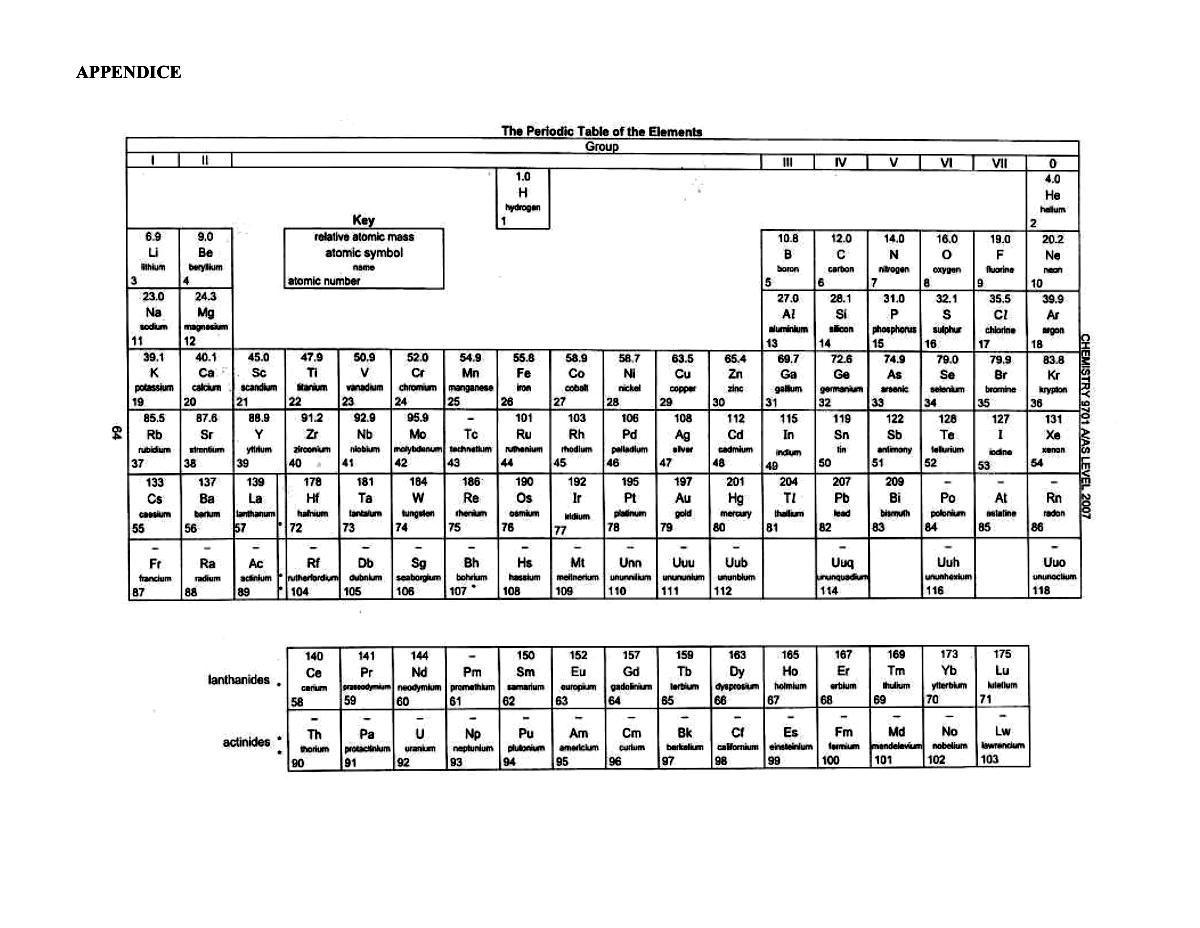 APPENDICE
The Periodic Table of the Elements
Group
I II III IV V VI VII 0
1.0 4.0
H He
hydrogen helium
1 2
Key
6.9 9.0 relative atomic mass 10.8 12.0 14.0 16.0 19.0 20.2
Li Be atomic symbol B C N O F Ne
lithium beryllium name boron carbon nitrogen oxygen fluorine neon
3 4 atomic number 5 6 7 8 9 10
23.0 24.3 27.0 28.1 31.0 32.1 35.5 39.9
Na Mg Al Si P S Cl Ar
sodium magnesium aluminium silicon phosphorus sulphur chlorine argon
11 12 13 14 15 16 17 18
39.1 40.1 45.0 47.9 50.9 52.0 54.9 55.8 58.9 58.7 63.5 65.4 69.7 72.6 74.9 79.0 79.9 83.8
K Ca Sc Ti V Cr Mn Fe Co Ni Cu Zn Ga Ge As Se Br Kr
potassium calcium scandium titanium vanadium chromium manganese iron cobalt nickel copper zinc gallium germanium arsenic selenium bromine krypton
19 20 21 22 23 24 25 26 27 28 29 30 31 32 33 34 35 36
85.5 87.6 88.9 91.2 92.9 95.9 – 101 103 106 108 112 115 119 122 128 127 131
Rb Sr Y Zr Nb Mo Tc Ru Rh Pd Ag Cd In Sn Sb Te I Xe
rubidium strontium yttrium zirconium niobium molybdenum technetium ruthenium rhodium palladium silver cadmium indium tin antimony tellurium iodine xenon
37 38 39 40 41 42 43 44 45 46 47 48 49 50 51 52 53 54
133 137 139 178 181 184 186 190 192 195 197 201 204 207 209 – – –
Cs Ba La Hf Ta W Re Os Ir Pt Au Hg Tl Pb Bi Po At Rn
caesium barium lanthanum hafnium tantalum tungsten rhenium osmium iridium platinum gold mercury thallium lead bismuth polonium astatine radon
55 56 57 * 72 73 74 75 76 77 78 79 80 81 82 83 84 85 86
– – – – – – – – – – – – – – –
Fr Ra Ac Rf Db Sg Bh Hs Mt Unn Uuu Uub Uuq Uuh Uuo
francium radium actinium rutherfordium dubnium seaborgium bohrium hassium meitnerium ununnilium unununium ununbium ununquadium ununhexium ununoctium
87 88 89 * * 104 105 106 107 108 109 110 111 112 114 116 118
64
CHEMISTRY 9701 A/AS LEVEL 2007
140 141 144 – 150 152 157 159 163 165 167 169 173 175
lanthanides * Ce Pr Nd Pm Sm Eu Gd Tb Dy Ho Er Tm Yb Lu
cerium praseodymium neodymium promethium samarium europium gadolinium terbium dysprosium holmium erbium thulium ytterbium lutetium
58 59 60 61 62 63 64 65 66 67 68 69 70 71
– – – – – – – – – – – – – –
actinides * * Th Pa U Np Pu Am Cm Bk Cf Es Fm Md No Lw
thorium protactinium uranium neptunium plutonium americium curium berkelium californium einsteinium fermium mendelevium nobelium lawrencium
90 91 92 93 94 95 96 97 98 99 100 101 102 103